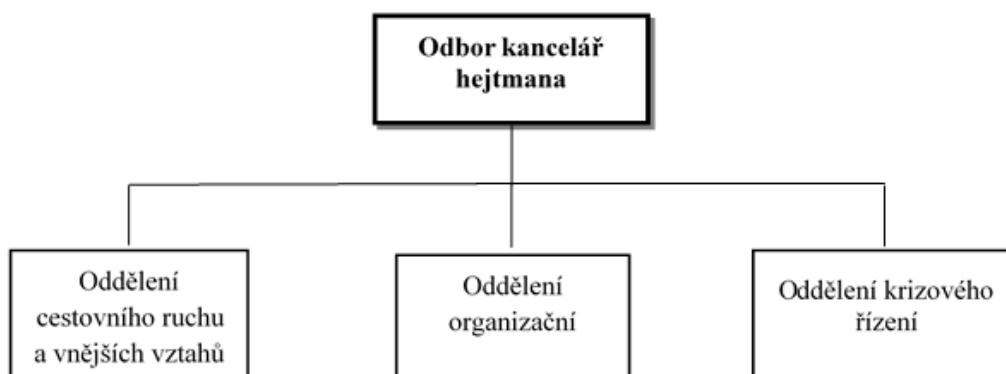 Odbor kancelář
hejtmana
Oddělení
cestovního ruchu
a vnějších vztahů
Oddělení
organizační
Oddělení krizového
řízení